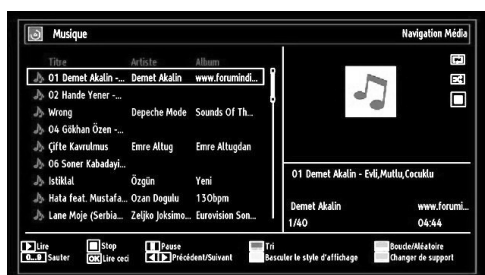 Musique Navigation Média
Titre Artiste Album
01 Demet Akalin -... Demet Akalin www.forumindi...
02 Hande Yener -...
Wrong Depeche Mode Sounds Of Th...
04 Gökhan Özen -...
Çifte Kavrulmus Emre Altug Emre Altugdan
06 Soner Kabadayi...
Istiklal Özgün Yeni
Hata feat. Mustafa... Ozan Dogulu 130bpm
Lane Moje (Serbia... Zeljko Joksimo... Eurovision Son...
01 Demet Akalin - Evli,Mutlu,Cocuklu
Demet Akalin www.forumi...
1/40 04:44
Lire Stop Pause Tri Boucle/Aléatoire
0...9 Sauter OK Lire ceci Précédent/Suivant Basculer le style d'affichage Changer de support